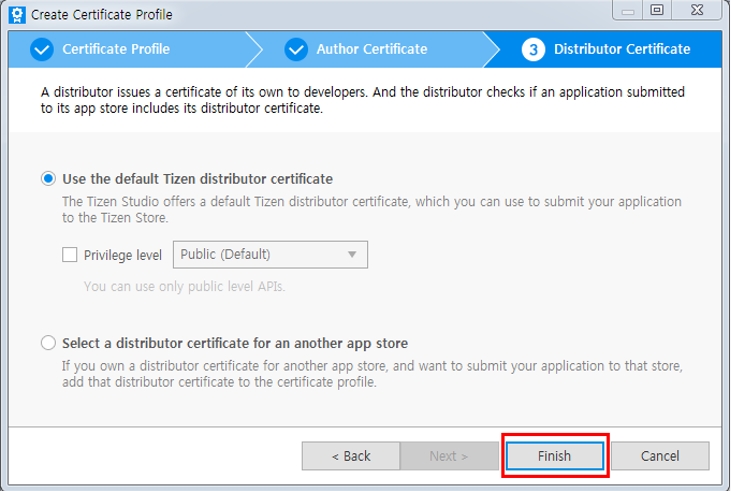 Create Certificate Profile
Certificate Profile
Author Certificate
3 Distributor Certificate
A distributor issues a certificate of its own to developers. And the distributor checks if an application submitted
to its app store includes its distributor certificate.
Use the default Tizen distributor certificate
The Tizen Studio offers a default Tizen distributor certificate, which you can use to submit your application
to the Tizen Store.
Privilege level Public (Default)
You can use only public level APIs.
Select a distributor certificate for an another app store
If you own a distributor certificate for another app store, and want to submit your application to that store,
add that distributor certificate to the certificate profile.
< Back Next > Finish Cancel